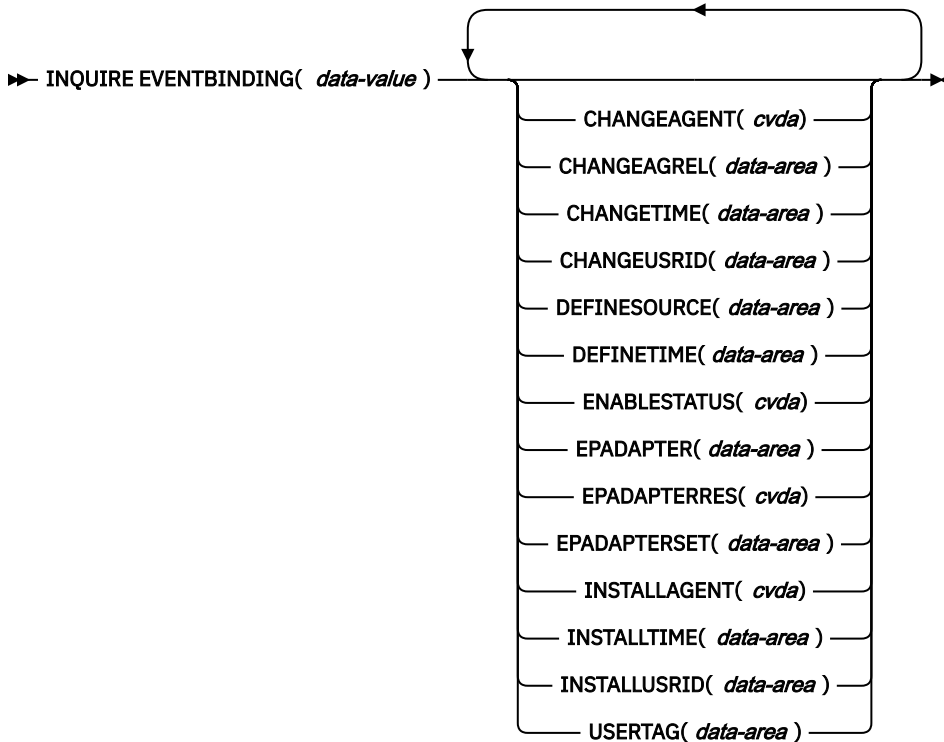 INQUIRE EVENTBINDING( data-value )
CHANGEAGENT( cvda)
CHANGEAGREL( data-area )
CHANGETIME( data-area )
CHANGEUSRID( data-area )
DEFINESOURCE( data-area )
DEFINETIME( data-area )
ENABLESTATUS( cvda)
EPADAPTER( data-area )
EPADAPTERRES( cvda)
EPADAPTERSET( data-area )
INSTALLAGENT( cvda)
INSTALLTIME( data-area )
INSTALLUSRID( data-area )
USERTAG( data-area )